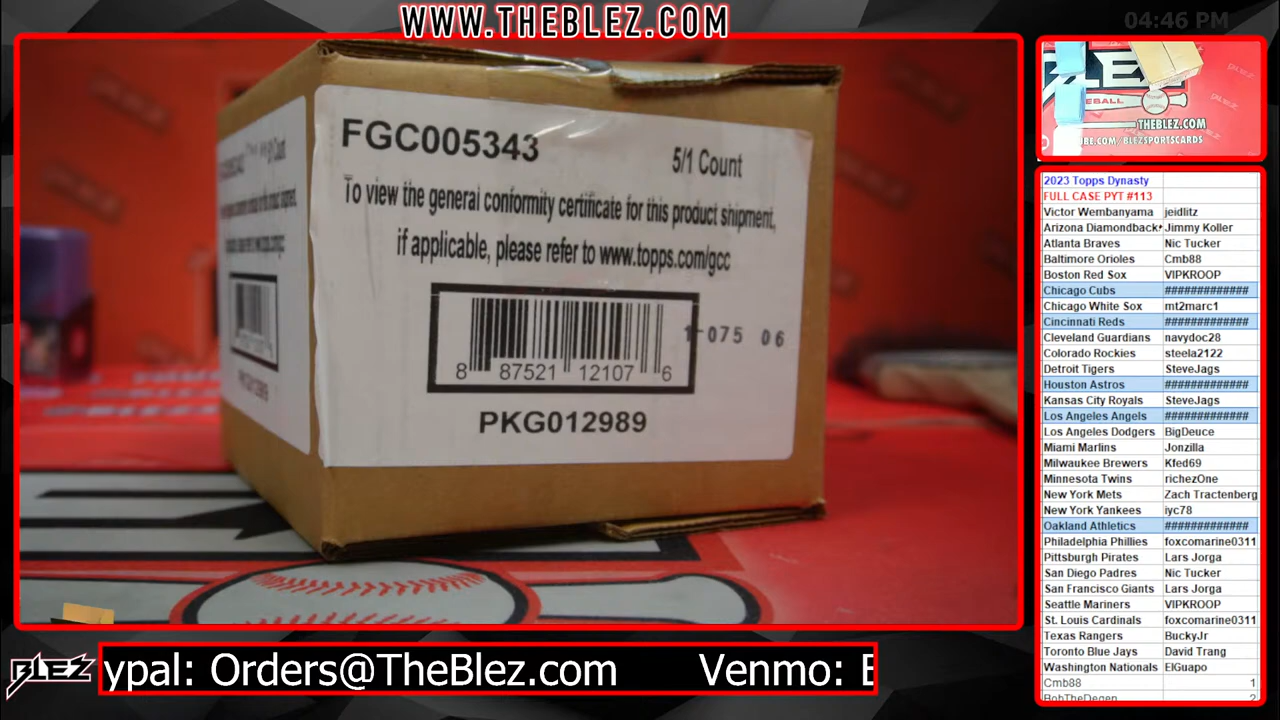 WWW.THEBLEZ.COM
04:46 PM
FGC005343
5/1 Count
To view the general conformity certificate for this product shipment,
if applicable, please refer to www.topps.com/gcc
1-075 06
8 87521 12107 6
PKG012989
THEBLEZ.COM
2023 Topps Dynasty
FULL CASE PYT #113
Victor Wembanyama jeidlitz
Arizona Diamondback Jimmy Koller
Atlanta Braves Nic Tucker
Baltimore Orioles Cmb88
Boston Red Sox VIPKROOP
Chicago Cubs #############
Chicago White Sox mt2marc1
Cincinnati Reds #############
Cleveland Guardians navydoc28
Colorado Rockies steela2122
Detroit Tigers SteveJags
Houston Astros #############
Kansas City Royals SteveJags
Los Angeles Angels #############
Los Angeles Dodgers BigDeuce
Miami Marlins Jonzilla
Milwaukee Brewers Kfed69
Minnesota Twins richezOne
New York Mets Zach Tractenberg
New York Yankees iyc78
Oakland Athletics #############
Philadelphia Phillies foxcomarine0311
Pittsburgh Pirates Lars Jorga
San Diego Padres Nic Tucker
San Francisco Giants Lars Jorga
Seattle Mariners VIPKROOP
St. Louis Cardinals foxcomarine0311
Texas Rangers BuckyJr
Toronto Blue Jays David Trang
Washington Nationals ElGuapo
Cmb88 1
BobTheDegen 2
BLEZ
ypal: Orders@TheBlez.com Venmo: